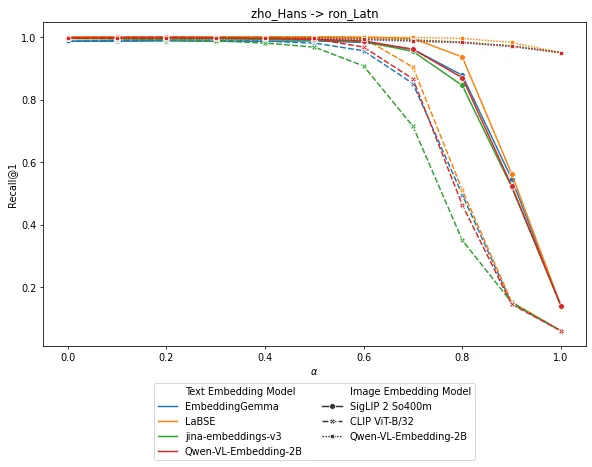 zho_Hans -> ron_Latn
Recall@1
1.0
0.8
0.6
0.4
0.2
0.0 0.2 0.4 0.6 0.8 1.0
α
Text Embedding Model Image Embedding Model
EmbeddingGemma SigLIP 2 So400m
LaBSE CLIP ViT-B/32
jina-embeddings-v3 Qwen-VL-Embedding-2B
Qwen-VL-Embedding-2B